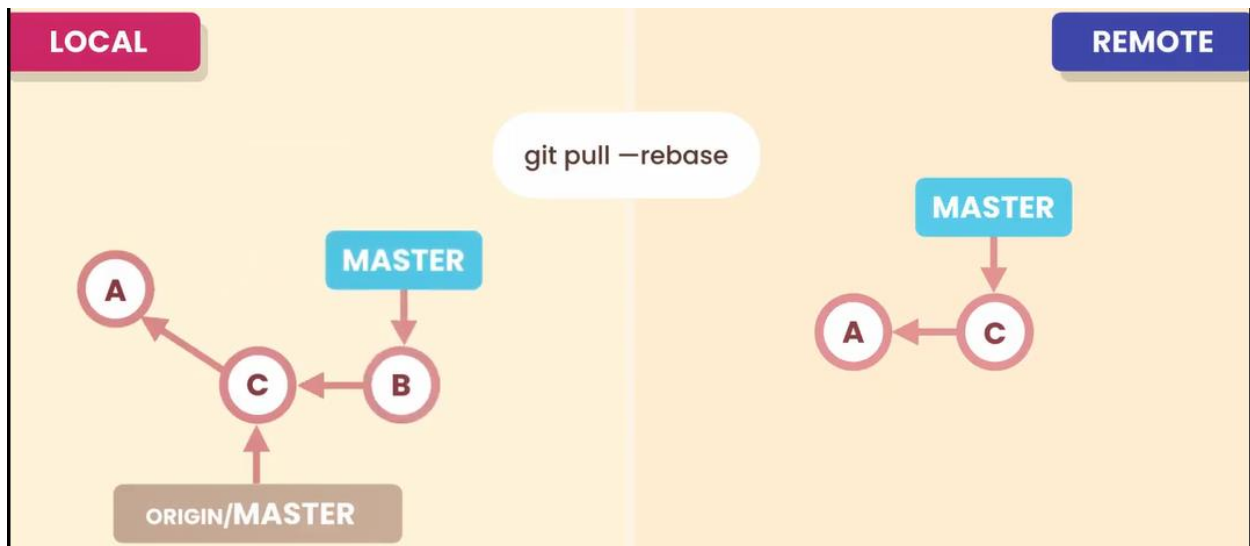 LOCAL
REMOTE
git pull —rebase
MASTER
MASTER
A
A
C
C
B
ORIGIN/MASTER